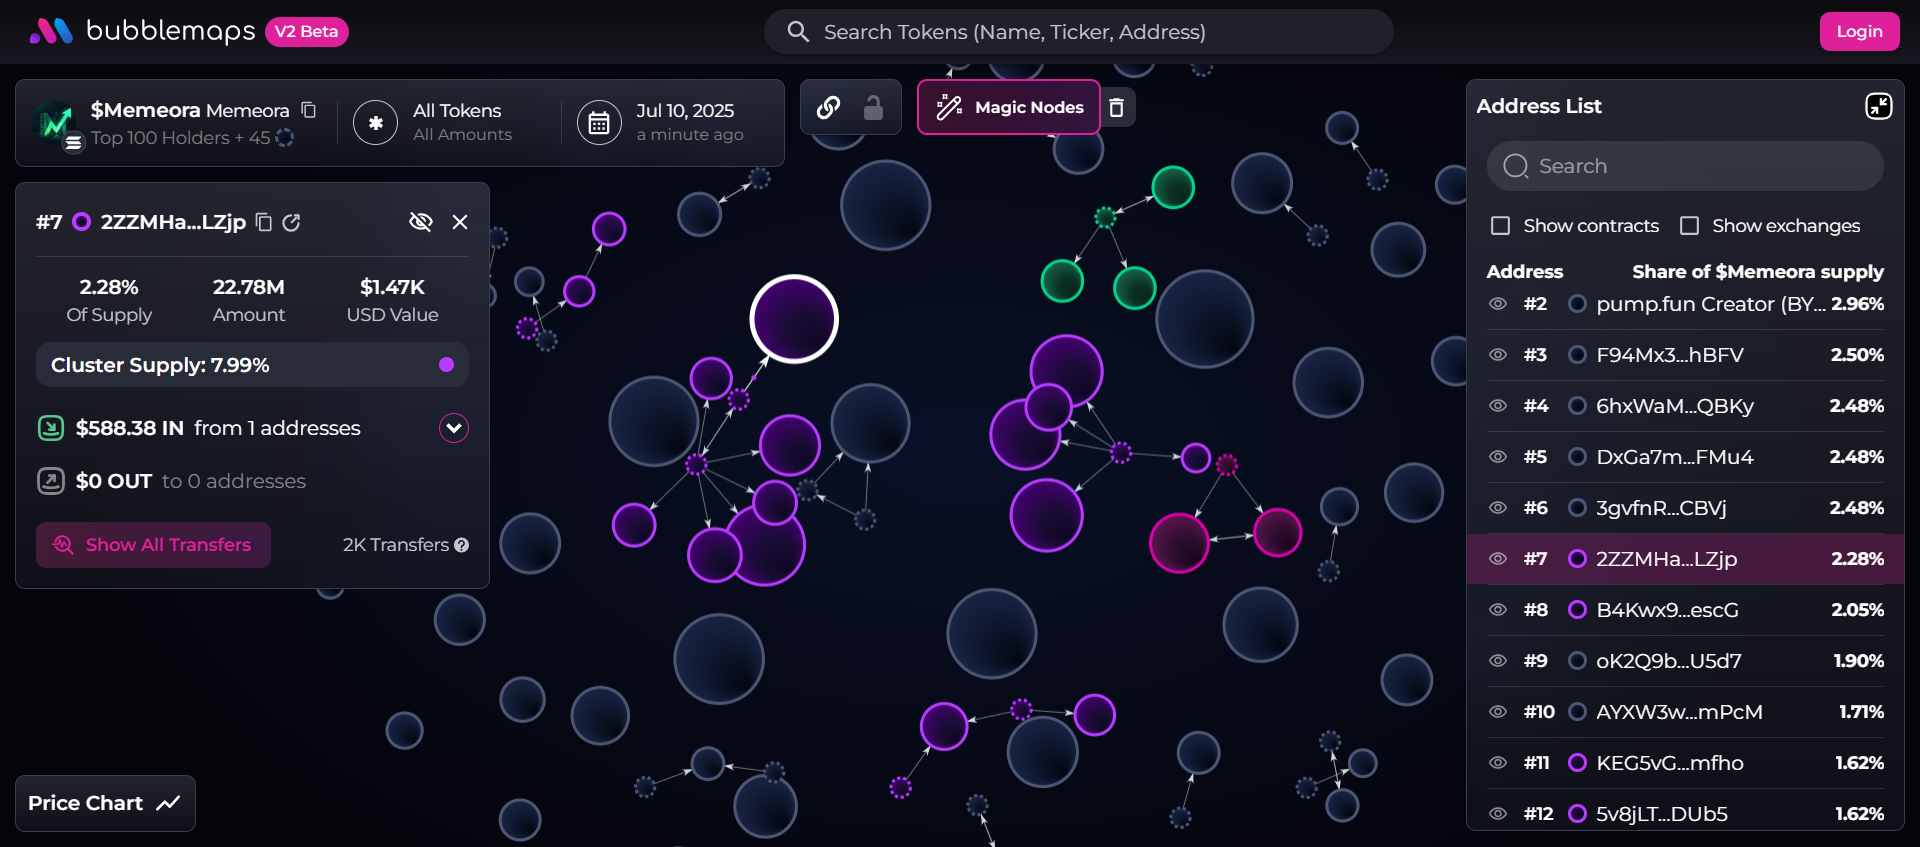 bubblemaps V2 Beta
Search Tokens (Name, Ticker, Address)
Login
$Memeora Memeora
Top 100 Holders + 45
All Tokens
All Amounts
Jul 10, 2025
a minute ago
Magic Nodes
#7 2ZZMHa...LZjp
2.28% 22.78M $1.47K
Of Supply Amount USD Value
Cluster Supply: 7.99%
$588.38 IN from 1 addresses
$0 OUT to 0 addresses
Show All Transfers 2K Transfers
Price Chart
Address List
Search
Show contracts Show exchanges
Address Share of $Memeora supply
#2 pump.fun Creator (BY... 2.96%
#3 F94Mx3...hBFV 2.50%
#4 6hxWaM...QBKy 2.48%
#5 DxGa7m...FMu4 2.48%
#6 3gvfnR...CBVj 2.48%
#7 2ZZMHa...LZjp 2.28%
#8 B4Kwx9...escG 2.05%
#9 oK2Q9b...U5d7 1.90%
#10 AYXW3w...mPcM 1.71%
#11 KEG5vG...mfho 1.62%
#12 5v8jLT...DUb5 1.62%